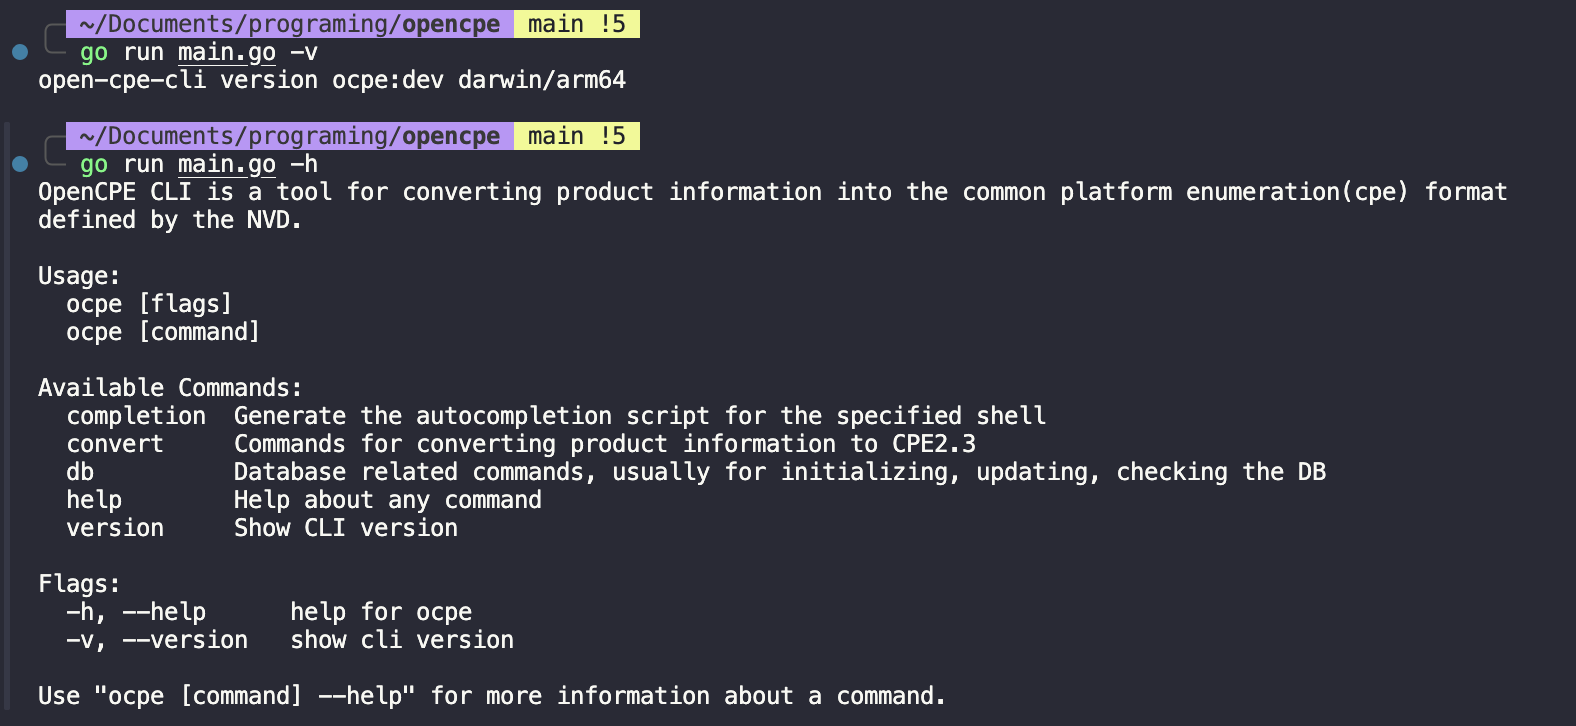 ~/Documents/programing/opencpe main !5
go run main.go -v
open-cpe-cli version ocpe:dev darwin/arm64
~/Documents/programing/opencpe main !5
go run main.go -h
OpenCPE CLI is a tool for converting product information into the common platform enumeration(cpe) format
defined by the NVD.
Usage:
ocpe [flags]
ocpe [command]
Available Commands:
completion  Generate the autocompletion script for the specified shell
convert     Commands for converting product information to CPE2.3
db          Database related commands, usually for initializing, updating, checking the DB
help        Help about any command
version     Show CLI version
Flags:
-h, --help      help for ocpe
-v, --version   show cli version
Use "ocpe [command] --help" for more information about a command.